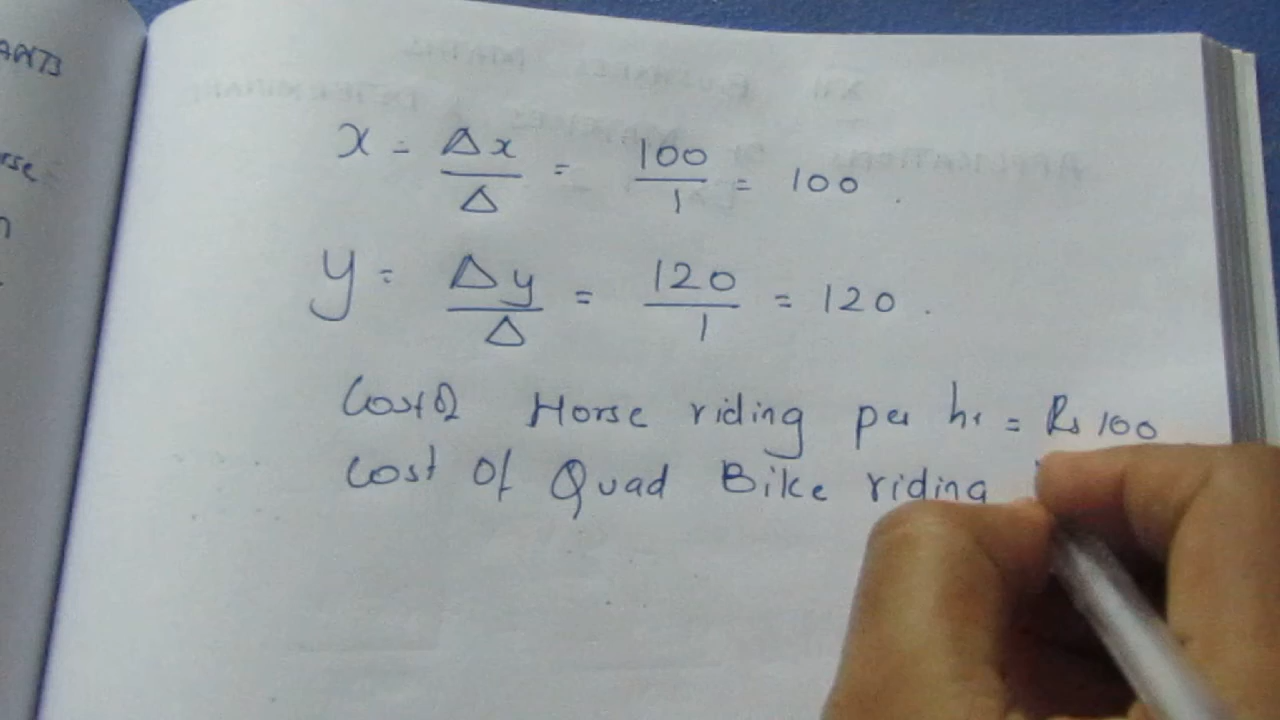 x = Δx/Δ = 100/1 = 100.
y = Δy/Δ = 120/1 = 120.
Cost of Horse riding per hr = Rs 100
Cost of Quad Bike riding